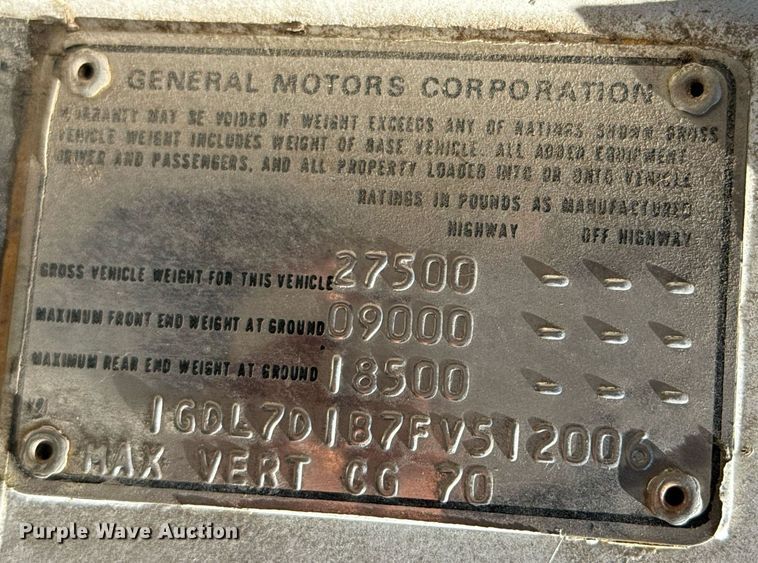 GENERAL MOTORS CORPORATION
WARRANTY MAY BE VOIDED IF WEIGHT EXCEEDS ANY OF RATINGS SHOWN GROSS
VEHICLE WEIGHT INCLUDES WEIGHT OF BASE VEHICLE, ALL ADDED EQUIPMENT,
DRIVER AND PASSENGERS, AND ALL PROPERTY LOADED INTO OR ONTO VEHICLE
RATINGS IN POUNDS AS MANUFACTURED
HIGHWAY OFF HIGHWAY
GROSS VEHICLE WEIGHT FOR THIS VEHICLE 27500 - - -
MAXIMUM FRONT END WEIGHT AT GROUND 09000 - - -
MAXIMUM REAR END WEIGHT AT GROUND 18500 - - -
1GDL7D1B7FV512006
MAX VERT CG 70
Purple Wave Auction